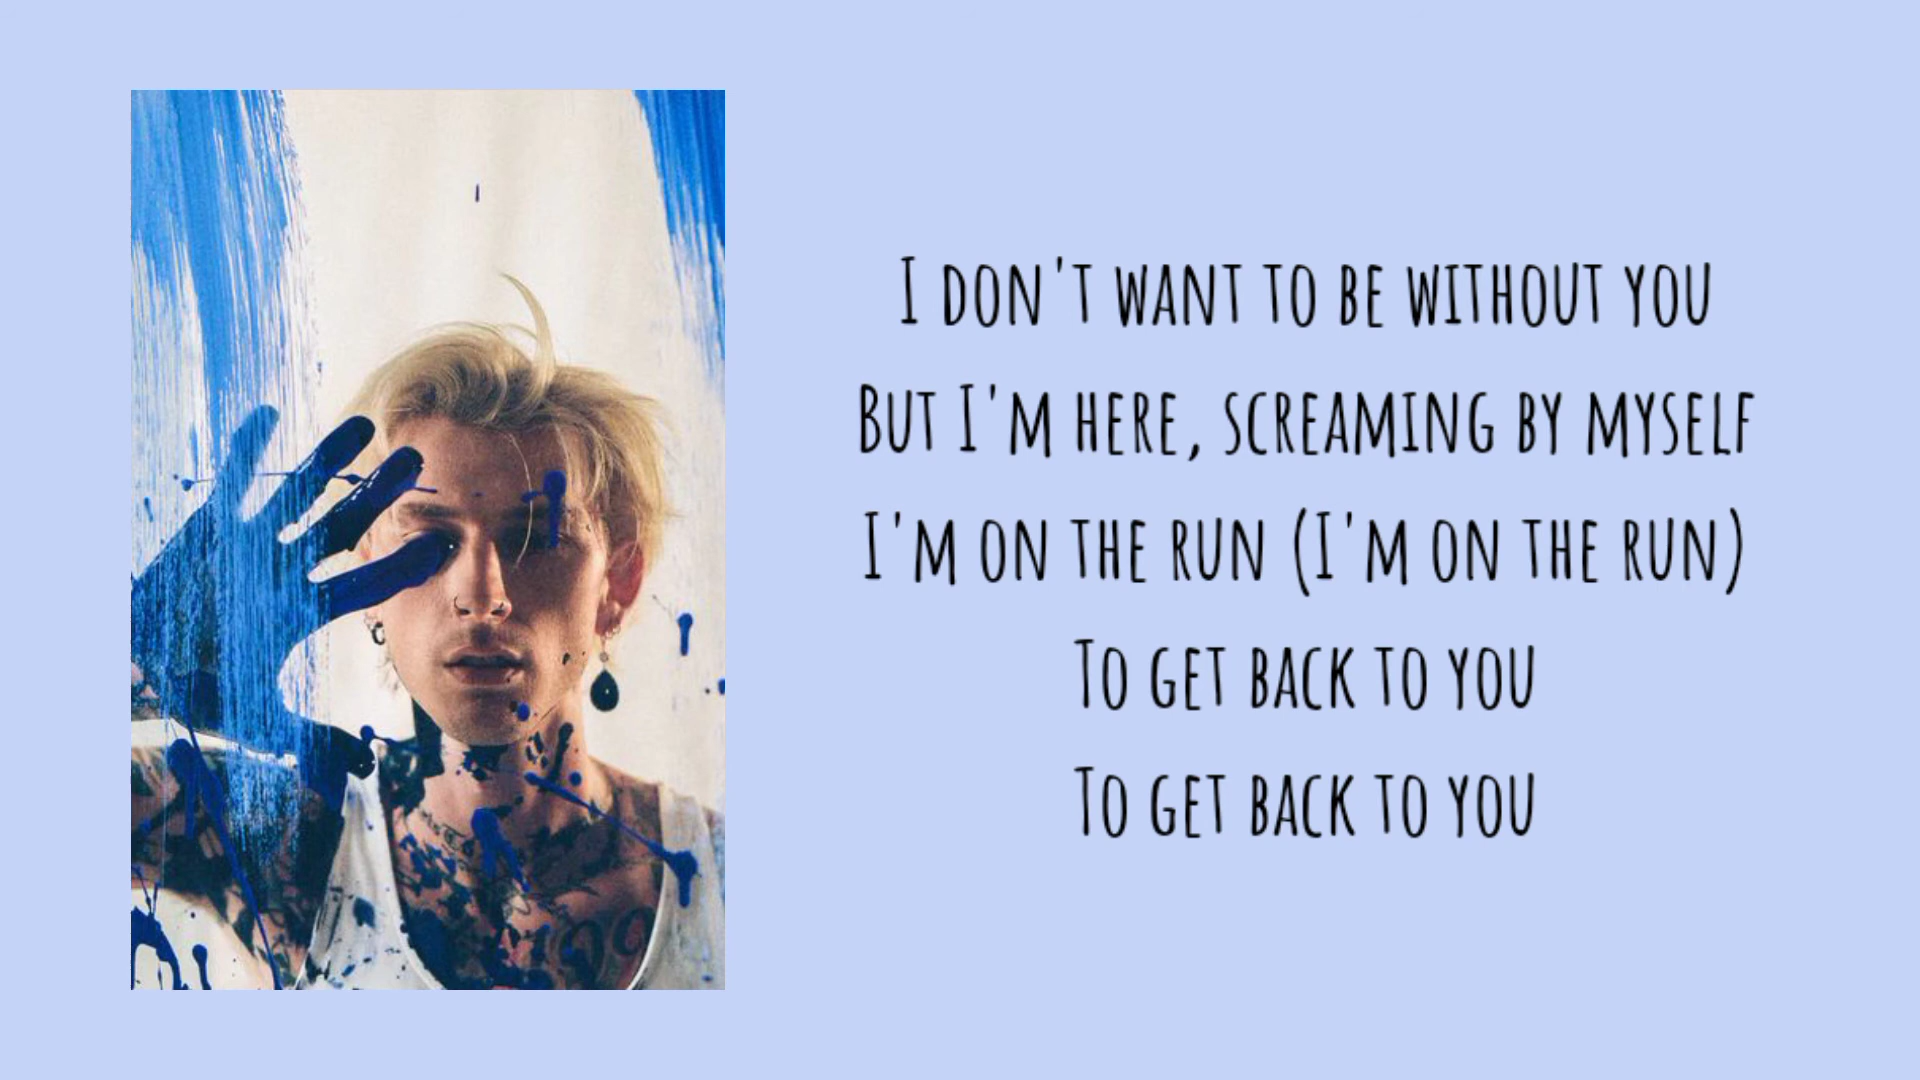 I don't want to be without you
But I'm here, screaming by myself
I'm on the run (I'm on the run)
To get back to you
To get back to you